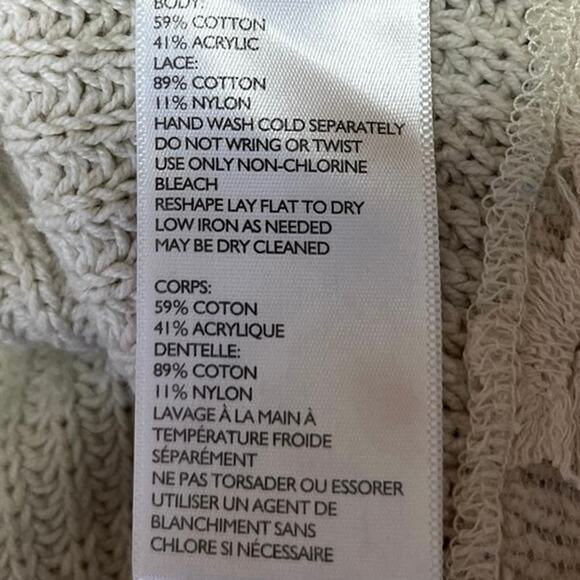 BODY:
59% COTTON
41% ACRYLIC
LACE:
89% COTTON
11% NYLON
HAND WASH COLD SEPARATELY
DO NOT WRING OR TWIST
USE ONLY NON-CHLORINE
BLEACH
RESHAPE LAY FLAT TO DRY
LOW IRON AS NEEDED
MAY BE DRY CLEANED
CORPS:
59% COTON
41% ACRYLIQUE
DENTELLE:
89% COTON
11% NYLON
LAVAGE À LA MAIN À
TEMPÉRATURE FROIDE
SÉPARÉMENT
NE PAS TORSADER OU ESSORER
UTILISER UN AGENT DE
BLANCHIMENT SANS
CHLORE SI NÉCESSAIRE